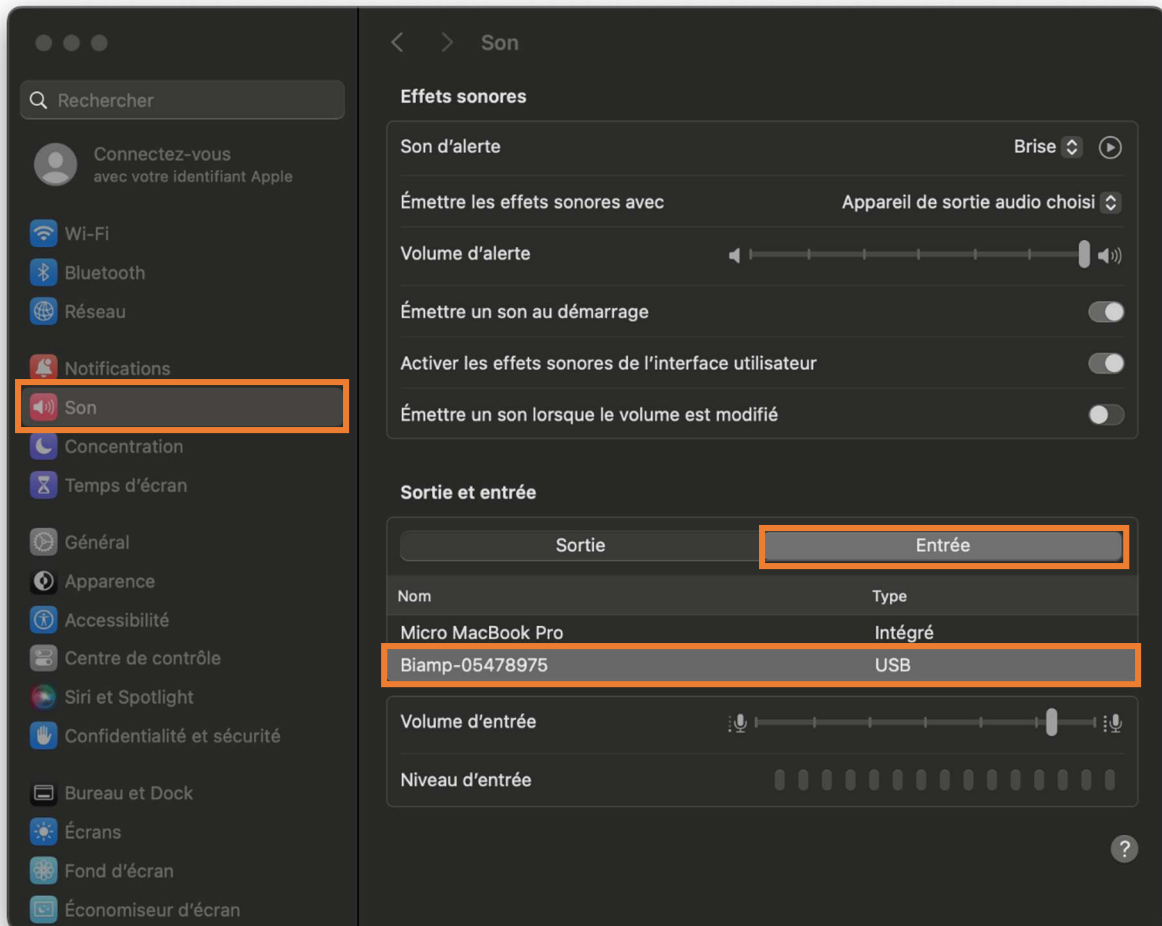 Rechercher
Connectez-vous
avec votre identifiant Apple
Wi-Fi
Bluetooth
Réseau
Notifications
Son
Concentration
Temps d’écran
Général
Apparence
Accessibilité
Centre de contrôle
Siri et Spotlight
Confidentialité et sécurité
Bureau et Dock
Écrans
Fond d’écran
Économiseur d’écran
Son
Effets sonores
Son d’alerte Brise
Émettre les effets sonores avec Appareil de sortie audio choisi
Volume d’alerte
Émettre un son au démarrage
Activer les effets sonores de l’interface utilisateur
Émettre un son lorsque le volume est modifié
Sortie et entrée
Sortie Entrée
Nom Type
Micro MacBook Pro Intégré
Biamp-05478975 USB
Volume d’entrée
Niveau d’entrée
?